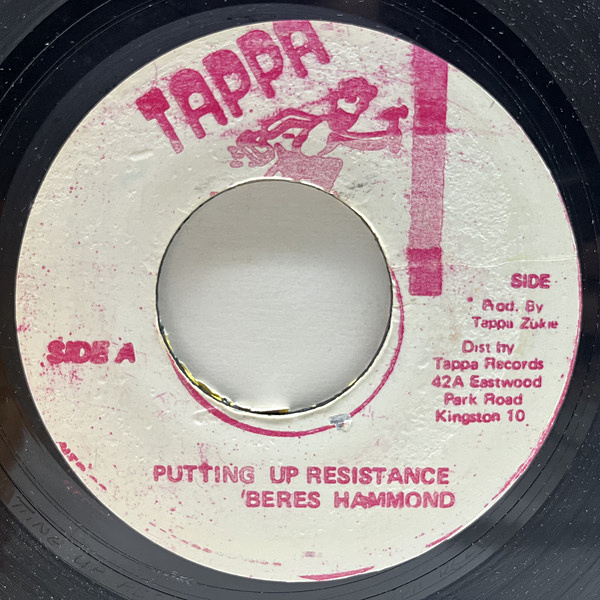 TAPPA
SIDE
Prod. By
Tappa Zukie
SIDE A
Dist by
Tappa Records
42A Eastwood
Park Road
Kingston 10
PUTTING UP RESISTANCE
'BERES HAMMOND